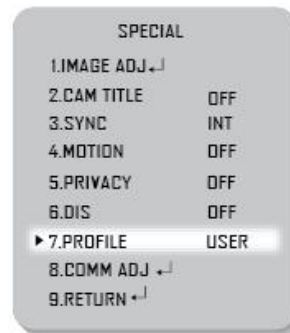 SPECIAL
1.IMAGE ADJ↵
2.CAM TITLE OFF
3.SYNC INT
4.MOTION OFF
5.PRIVACY OFF
6.DIS OFF
▶ 7.PROFILE USER
8.COMM ADJ ↵
9.RETURN ↵